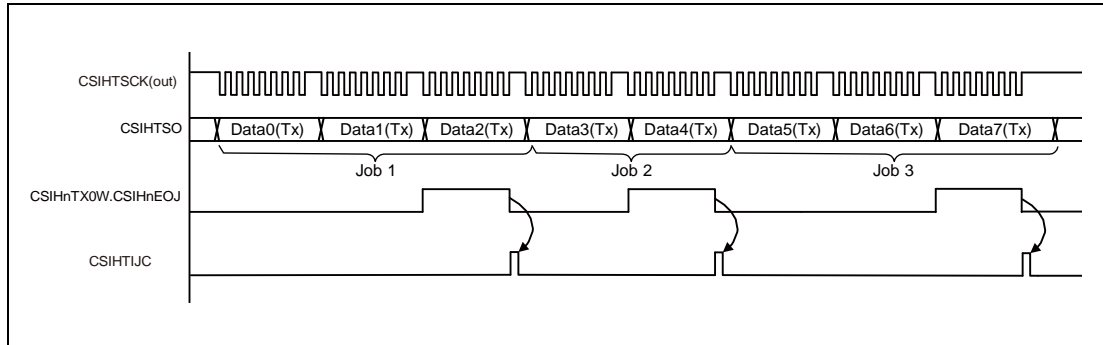 CSIHTSCK(out)
CSIHTSO
Data0(Tx) Data1(Tx) Data2(Tx) Data3(Tx) Data4(Tx) Data5(Tx) Data6(Tx) Data7(Tx)
Job 1 Job 2 Job 3
CSIHnTX0W.CSIHnEOJ
CSIHTIJC